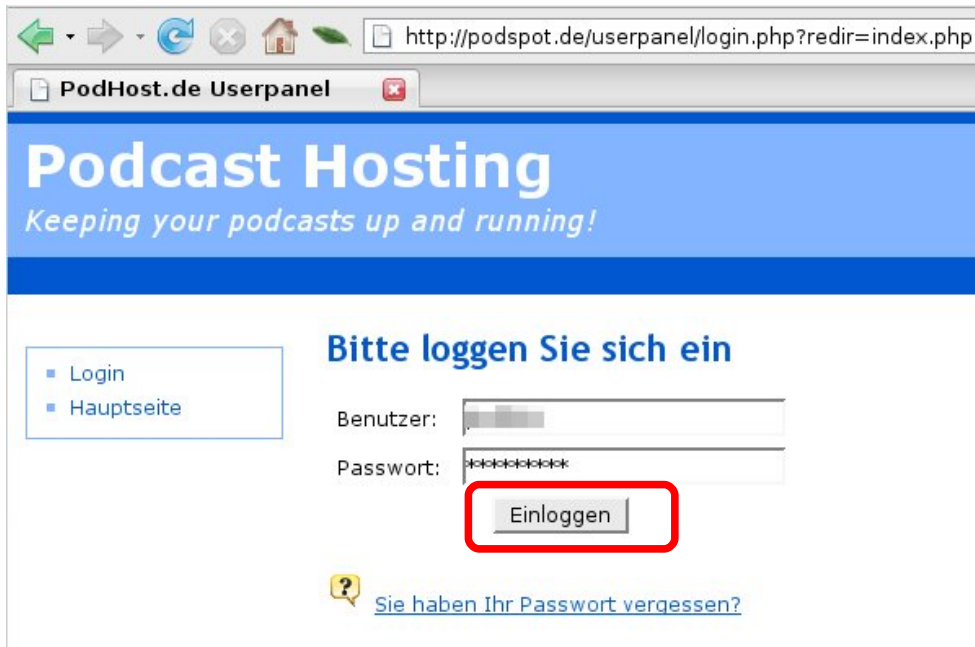 http://podspot.de/userpanel/login.php?redir=index.php
PodHost.de Userpanel
Podcast Hosting
Keeping your podcasts up and running!
Login
Hauptseite
Bitte loggen Sie sich ein
Benutzer:
Passwort: **********
Einloggen
Sie haben Ihr Passwort vergessen?